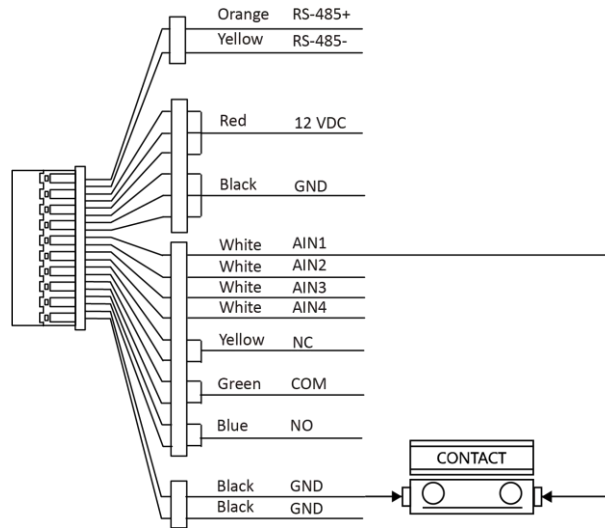 Orange RS-485+
Yellow RS-485-
Red 12 VDC
Black GND
White AIN1
White AIN2
White AIN3
White AIN4
Yellow NC
Green COM
Blue NO
CONTACT
Black GND
Black GND